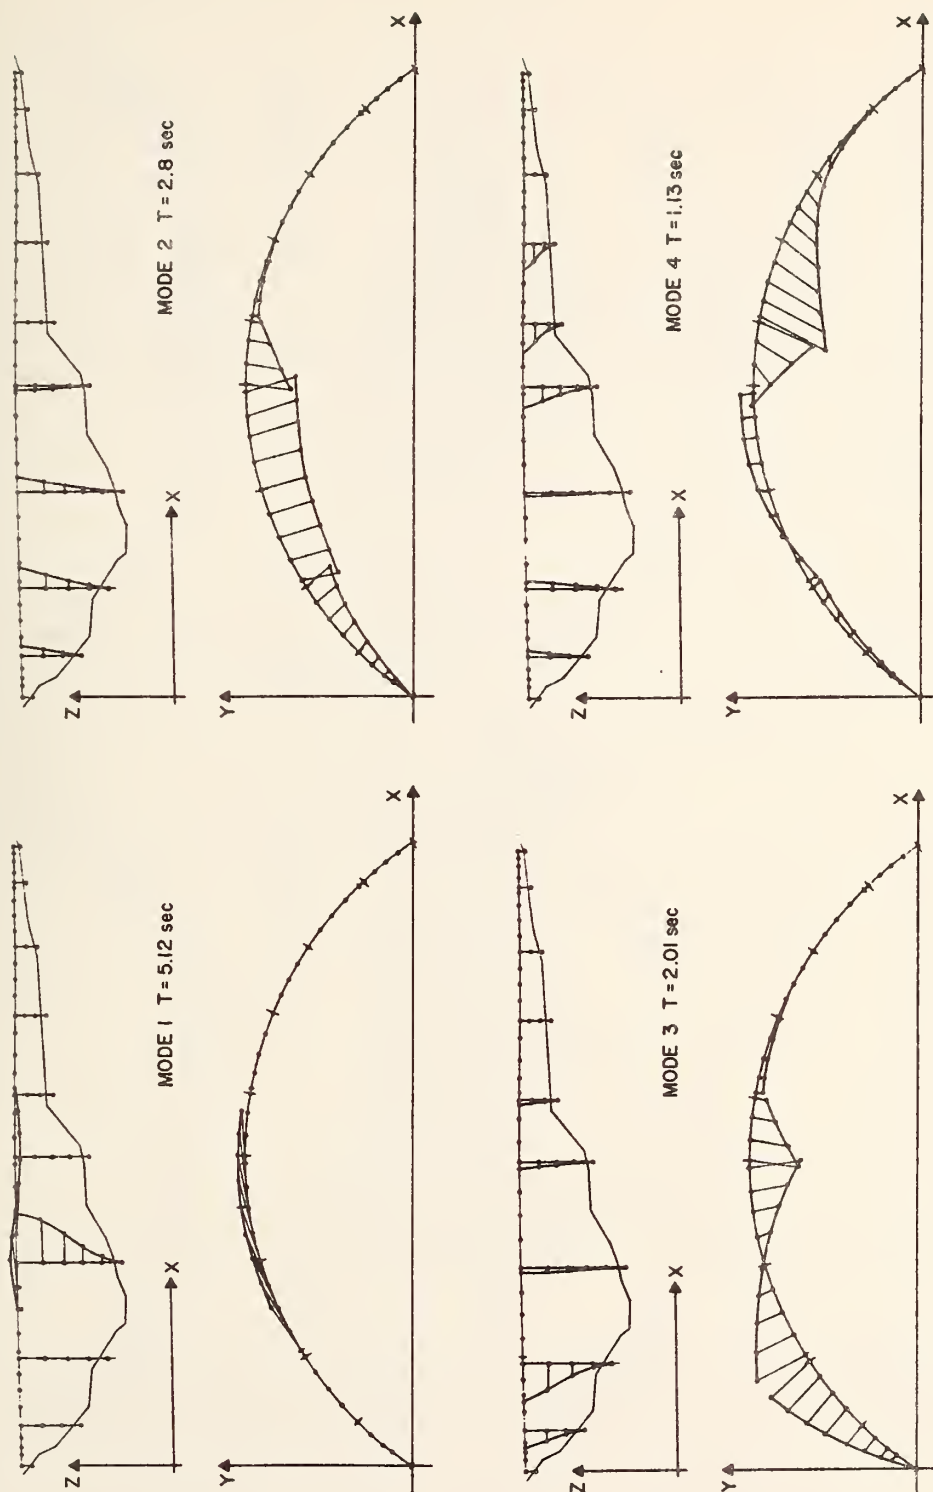 X
Z
MODE 2 T = 2.8 sec
X
Y
X
Z
MODE 4 T = 1.13 sec
X
Y
X
Z
MODE 1 T = 5.12 sec
X
Y
X
Z
MODE 3 T = 2.01 sec
X
Y